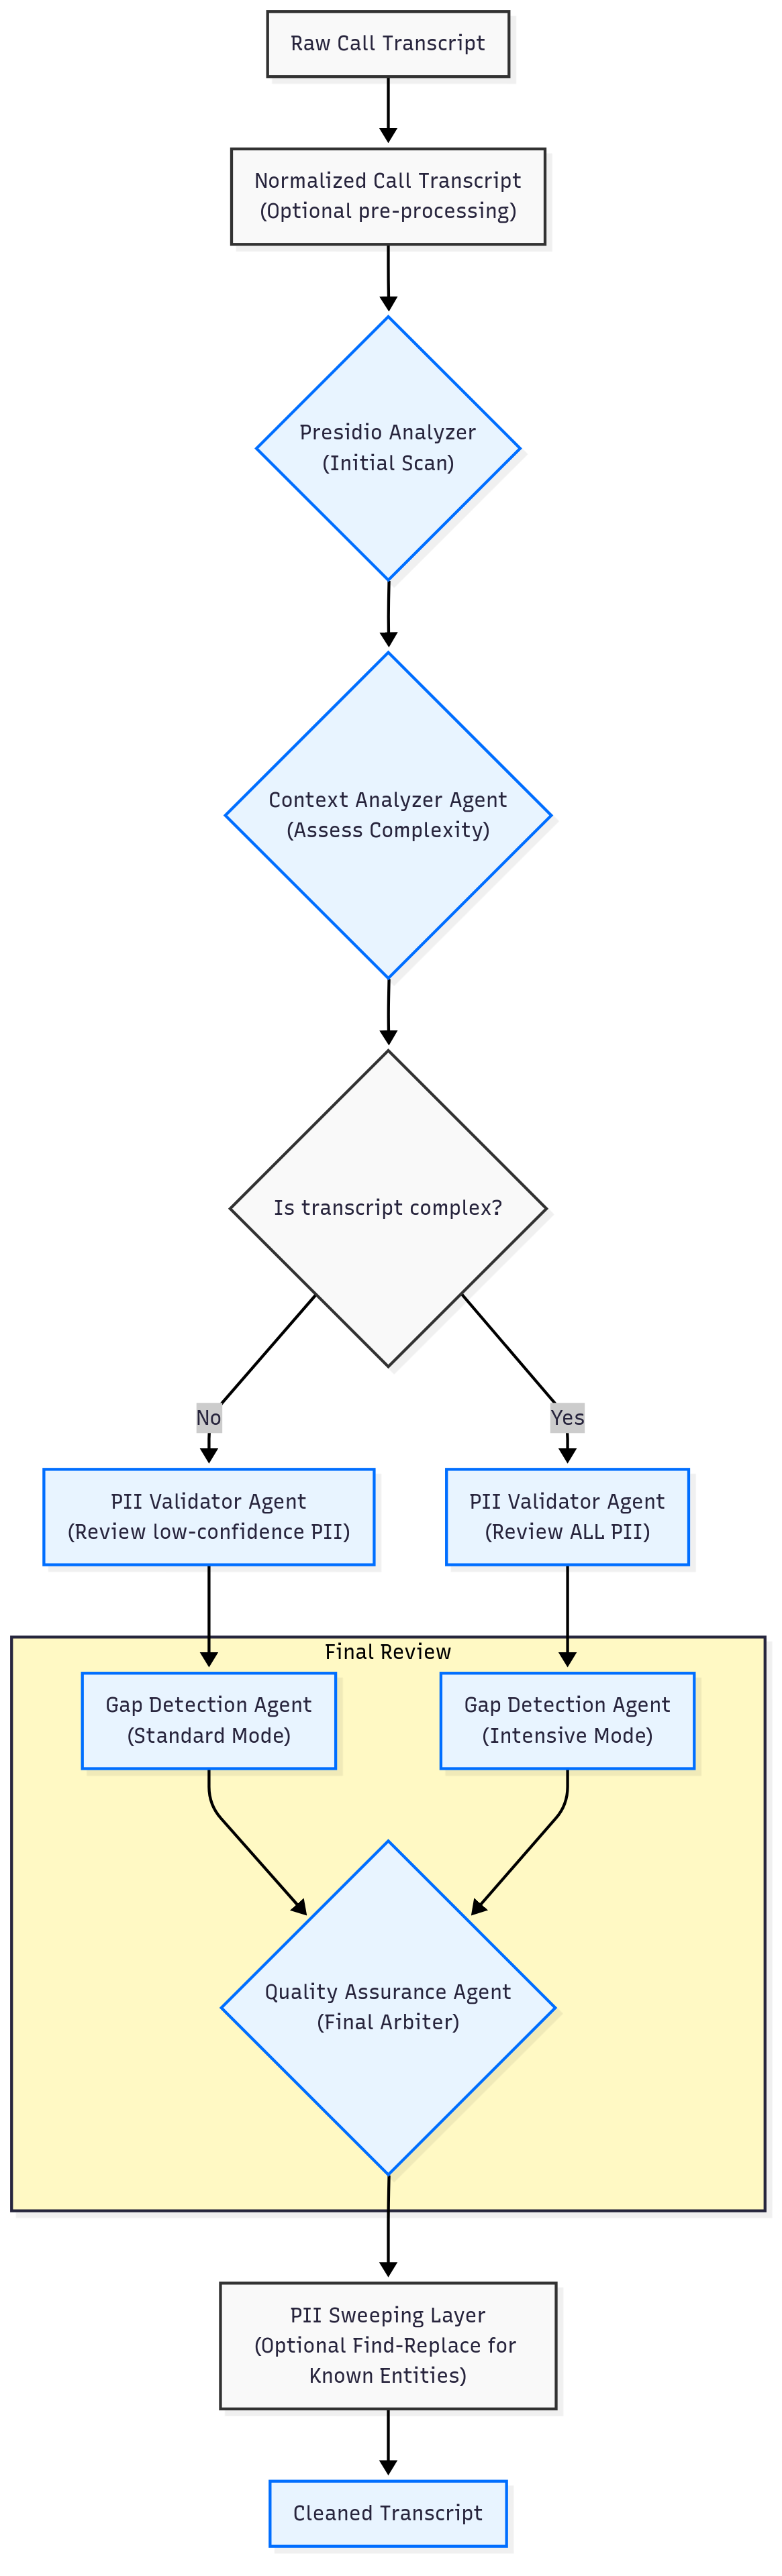 Raw Call Transcript
Normalized Call Transcript
(Optional pre-processing)
Presidio Analyzer
(Initial Scan)
Context Analyzer Agent
(Assess Complexity)
Is transcript complex?
No
Yes
PII Validator Agent
(Review low-confidence PII)
PII Validator Agent
(Review ALL PII)
Final Review
Gap Detection Agent
(Standard Mode)
Gap Detection Agent
(Intensive Mode)
Quality Assurance Agent
(Final Arbiter)
PII Sweeping Layer
(Optional Find-Replace for
Known Entities)
Cleaned Transcript